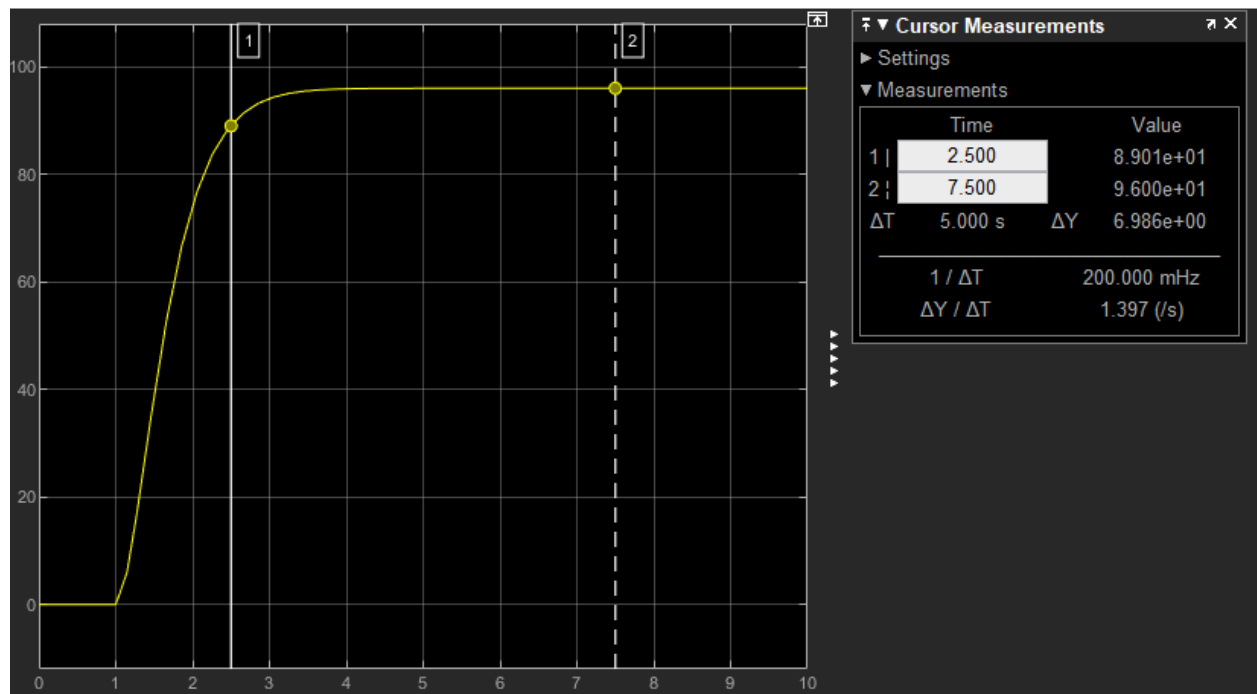 1
2
100
80
60
40
20
0
0 1 2 3 4 5 6 7 8 9 10
Cursor Measurements
Settings
Measurements
Time Value
1 | 2.500 8.901e+01
2 ¦ 7.500 9.600e+01
ΔT 5.000 s ΔY 6.986e+00
1 / ΔT 200.000 mHz
ΔY / ΔT 1.397 (/s)